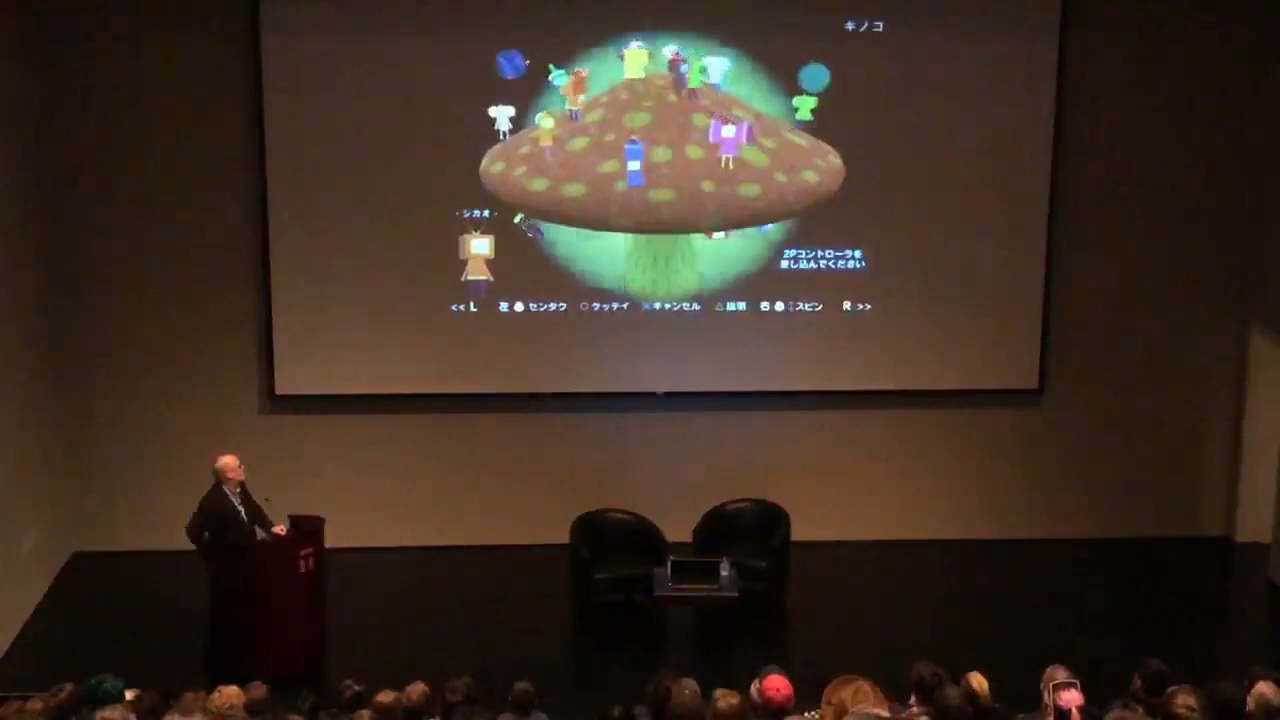 キノコ
・シカオ・
2Pコントローラを
差し込んでください
<< L 左 センタク ○ケッテイ ×キャンセル △説明 右 ↕スピン R >>